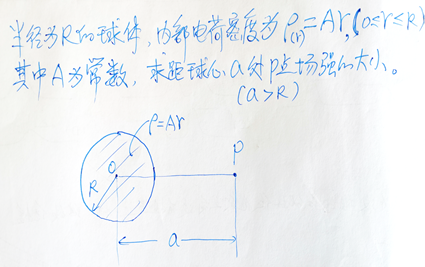 半径为R的球体,内部电荷密度为ρ(r)=Ar,(0≤r≤R)
其中A为常数,求距球心a处P点场强的大小。
(a>R)
ρ=Ar
R
O
P
a